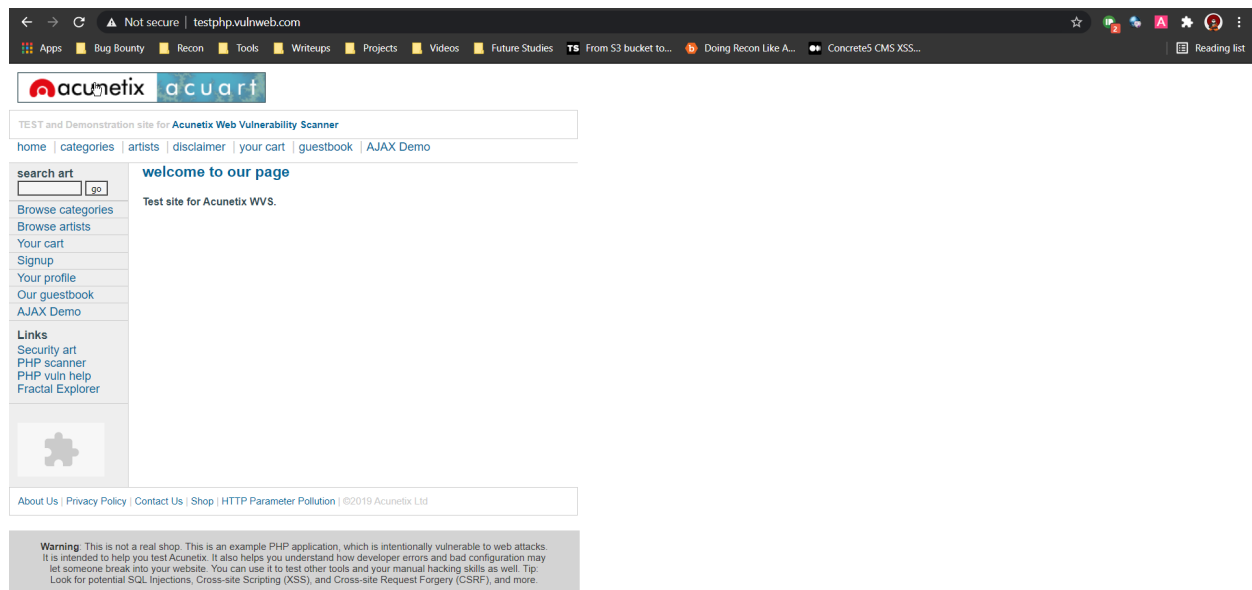 Not secure | testphp.vulnweb.com
Apps Bug Bounty Recon Tools Writeups Projects Videos Future Studies TS From S3 bucket to... b Doing Recon Like A... Concrete5 CMS XSS... Reading list
acunetix acuart
TEST and Demonstration site for Acunetix Web Vulnerability Scanner
home | categories | artists | disclaimer | your cart | guestbook | AJAX Demo
search art
go
Browse categories
Browse artists
Your cart
Signup
Your profile
Our guestbook
AJAX Demo
Links
Security art
PHP scanner
PHP vuln help
Fractal Explorer
welcome to our page
Test site for Acunetix WVS.
About Us | Privacy Policy | Contact Us | Shop | HTTP Parameter Pollution | ©2019 Acunetix Ltd
Warning: This is not a real shop. This is an example PHP application, which is intentionally vulnerable to web attacks.
It is intended to help you test Acunetix. It also helps you understand how developer errors and bad configuration may
let someone break into your website. You can use it to test other tools and your manual hacking skills as well. Tip:
Look for potential SQL Injections, Cross-site Scripting (XSS), and Cross-site Request Forgery (CSRF), and more.